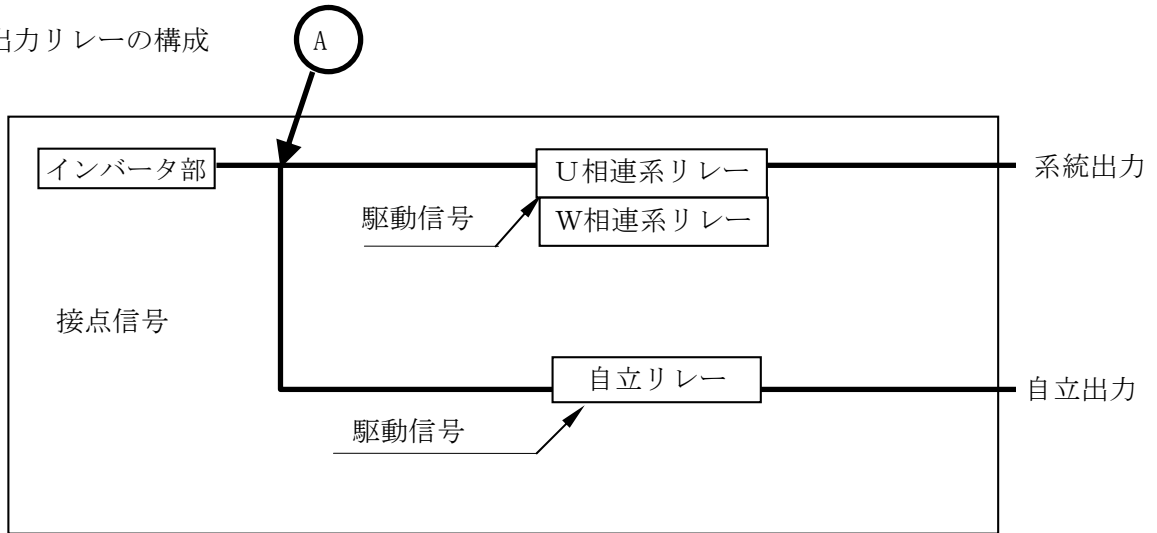 出力リレーの構成
A
インバータ部
U相連系リレー
系統出力
駆動信号
W相連系リレー
接点信号
自立リレー
自立出力
駆動信号